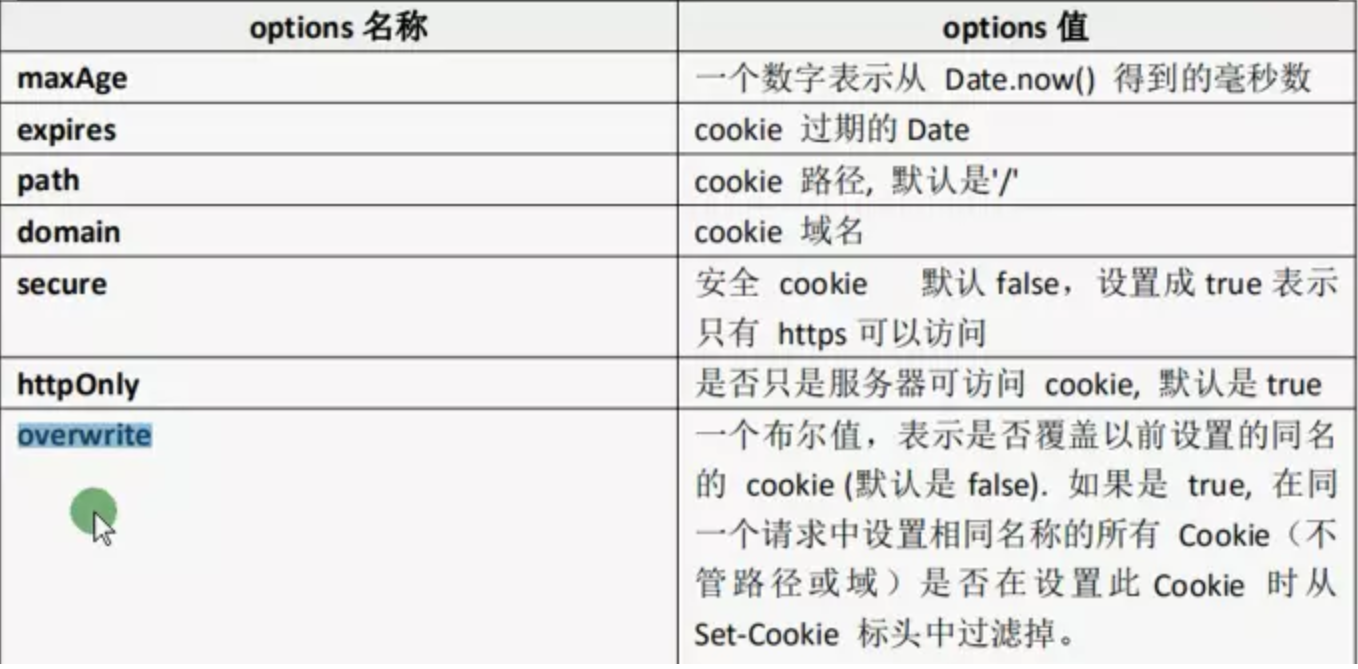 options 名称 options 值
maxAge 一个数字表示从 Date.now() 得到的毫秒数
expires cookie 过期的 Date
path cookie 路径, 默认是'/'
domain cookie 域名
secure 安全 cookie 默认 false，设置成 true 表示
只有 https 可以访问
httpOnly 是否只是服务器可访问 cookie, 默认是 true
overwrite 一个布尔值，表示是否覆盖以前设置的同名
的 cookie (默认是 false). 如果是 true, 在同
一个请求中设置相同名称的所有 Cookie（不
管路径或域）是否在设置此 Cookie 时从
Set-Cookie 标头中过滤掉。